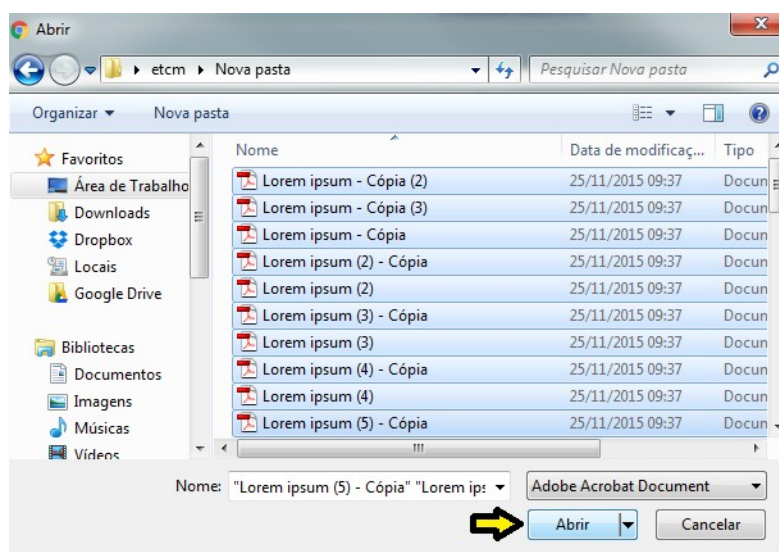 Abrir
etcm Nova pasta
Pesquisar Nova pasta
Organizar Nova pasta
Nome Data de modificaç... Tipo
Favoritos
Área de Trabalho
Downloads
Dropbox
Locais
Google Drive
Bibliotecas
Documentos
Imagens
Músicas
Vídeos
Lorem ipsum - Cópia (2) 25/11/2015 09:37 Docun
Lorem ipsum - Cópia (3) 25/11/2015 09:37 Docun
Lorem ipsum - Cópia 25/11/2015 09:37 Docun
Lorem ipsum (2) - Cópia 25/11/2015 09:37 Docun
Lorem ipsum (2) 25/11/2015 09:37 Docun
Lorem ipsum (3) - Cópia 25/11/2015 09:37 Docun
Lorem ipsum (3) 25/11/2015 09:37 Docun
Lorem ipsum (4) - Cópia 25/11/2015 09:37 Docun
Lorem ipsum (4) 25/11/2015 09:37 Docun
Lorem ipsum (5) - Cópia 25/11/2015 09:37 Docun
Nome: "Lorem ipsum (5) - Cópia" "Lorem ips Adobe Acrobat Document
Abrir Cancelar